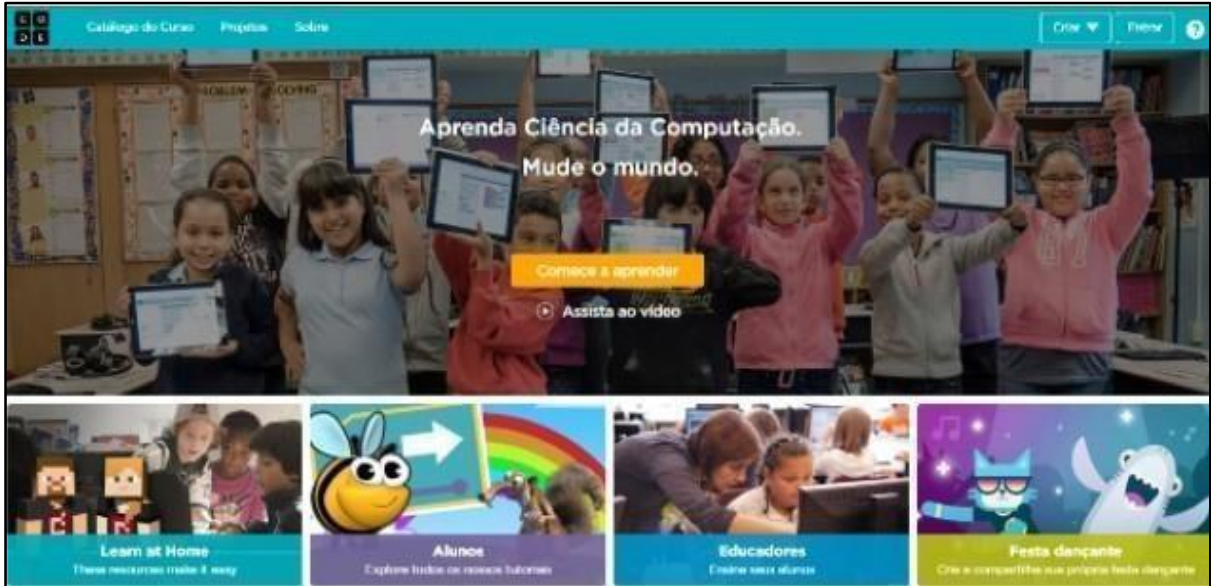 C O
D E
Catálogo do Curso Projetos Sobre
Criar Entrar ?
Aprenda Ciência da Computação.
Mude o mundo.
Comece a aprender
Assista ao vídeo
Learn at Home
These resources make it easy
Alunos
Explore todos os nossos tutoriais
Educadores
Ensine seus alunos
Festa dançante
Crie e compartilhe sua própria festa dançante